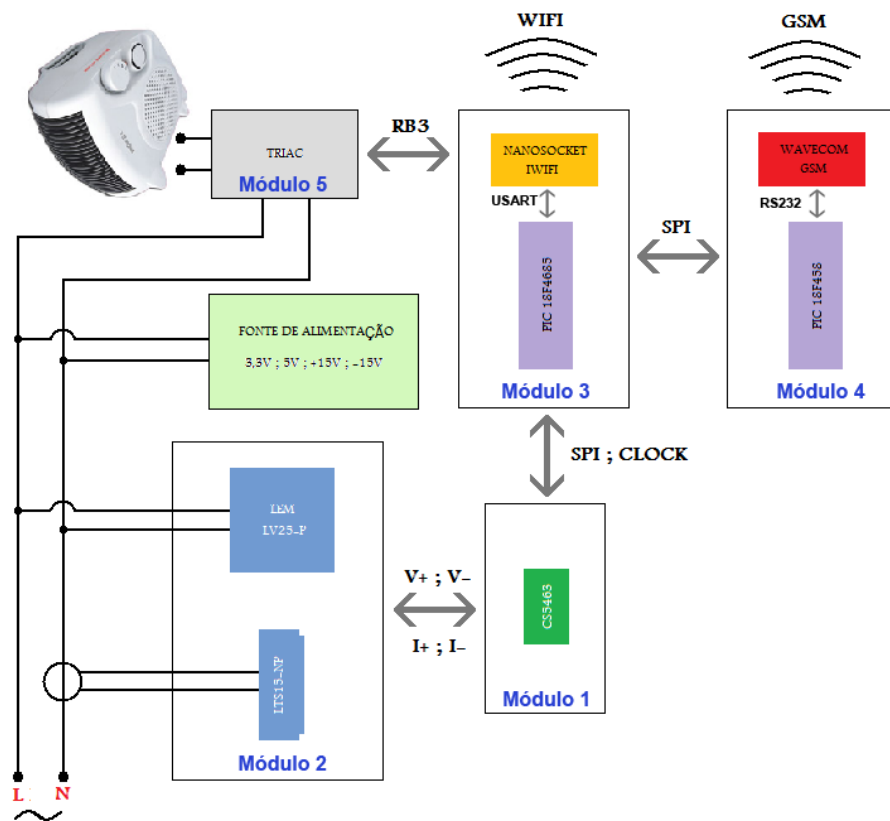 WIFI
GSM
TRIAC
Módulo 5
RB3
NANOSOCKET
IWIFI
USART
PIC 18F4685
Módulo 3
SPI
WAVECOM
GSM
RS232
PIC 18F458
Módulo 4
FONTE DE ALIMENTAÇÃO
3,3V ; 5V ; +15V ; -15V
SPI ; CLOCK
LEM
LV25-P
LTS15-NP
Módulo 2
V+ ; V-
I+ ; I-
CS5463
Módulo 1
L
N